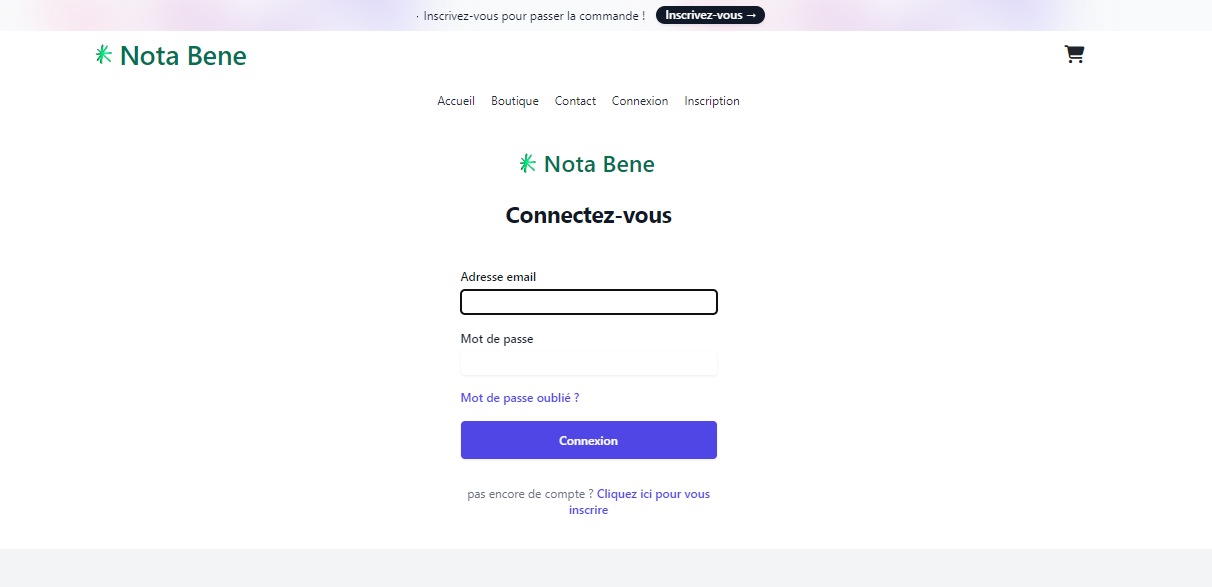 · Inscrivez-vous pour passer la commande ! Inscrivez-vous →
Nota Bene
Accueil Boutique Contact Connexion Inscription
Nota Bene
Connectez-vous
Adresse email
Mot de passe
Mot de passe oublié ?
Connexion
pas encore de compte ? Cliquez ici pour vous
inscrire